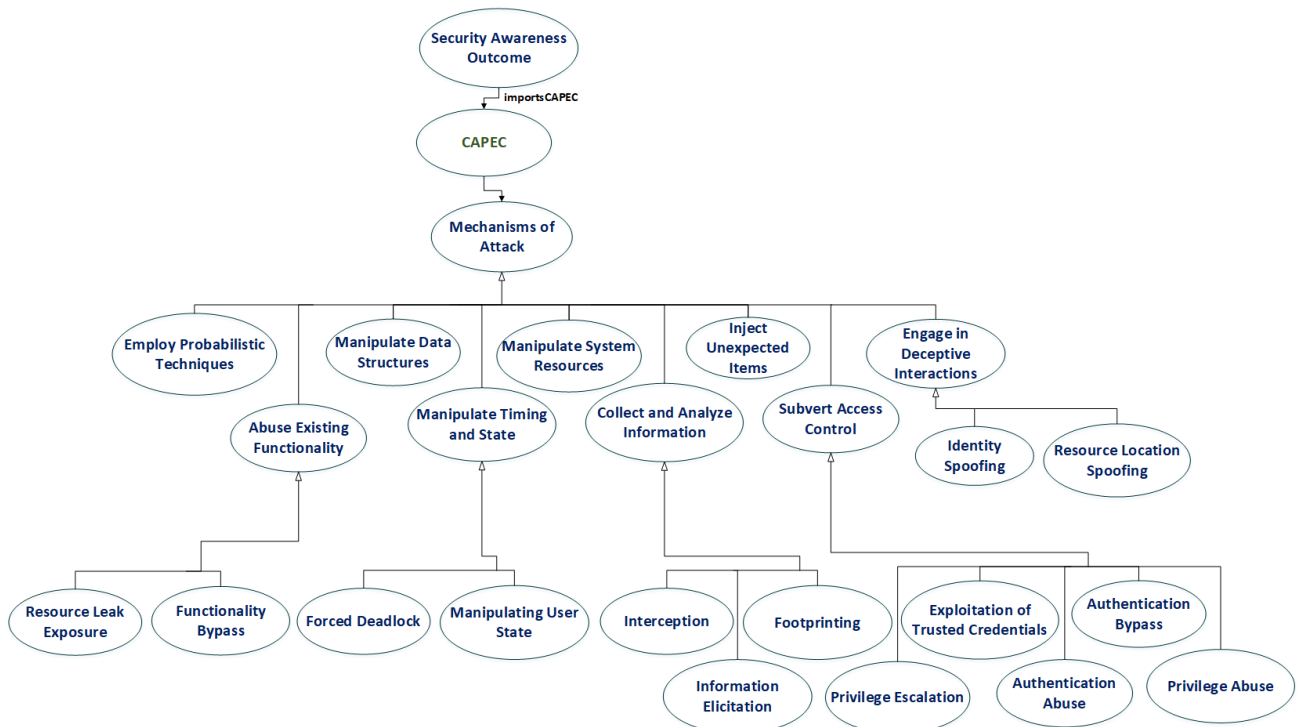 Security Awareness
Outcome
importsCAPEC
CAPEC
Mechanisms of
Attack
Employ Probabilistic
Techniques
Manipulate Data
Structures
Manipulate System
Resources
Inject
Unexpected
Items
Engage in
Deceptive
Interactions
Abuse Existing
Functionality
Manipulate Timing
and State
Collect and Analyze
Information
Subvert Access
Control
Identity
Spoofing
Resource Location
Spoofing
Resource Leak
Exposure
Functionality
Bypass
Forced Deadlock
Manipulating User
State
Interception
Footprinting
Exploitation of
Trusted Credentials
Authentication
Bypass
Information
Elicitation
Privilege Escalation
Authentication
Abuse
Privilege Abuse